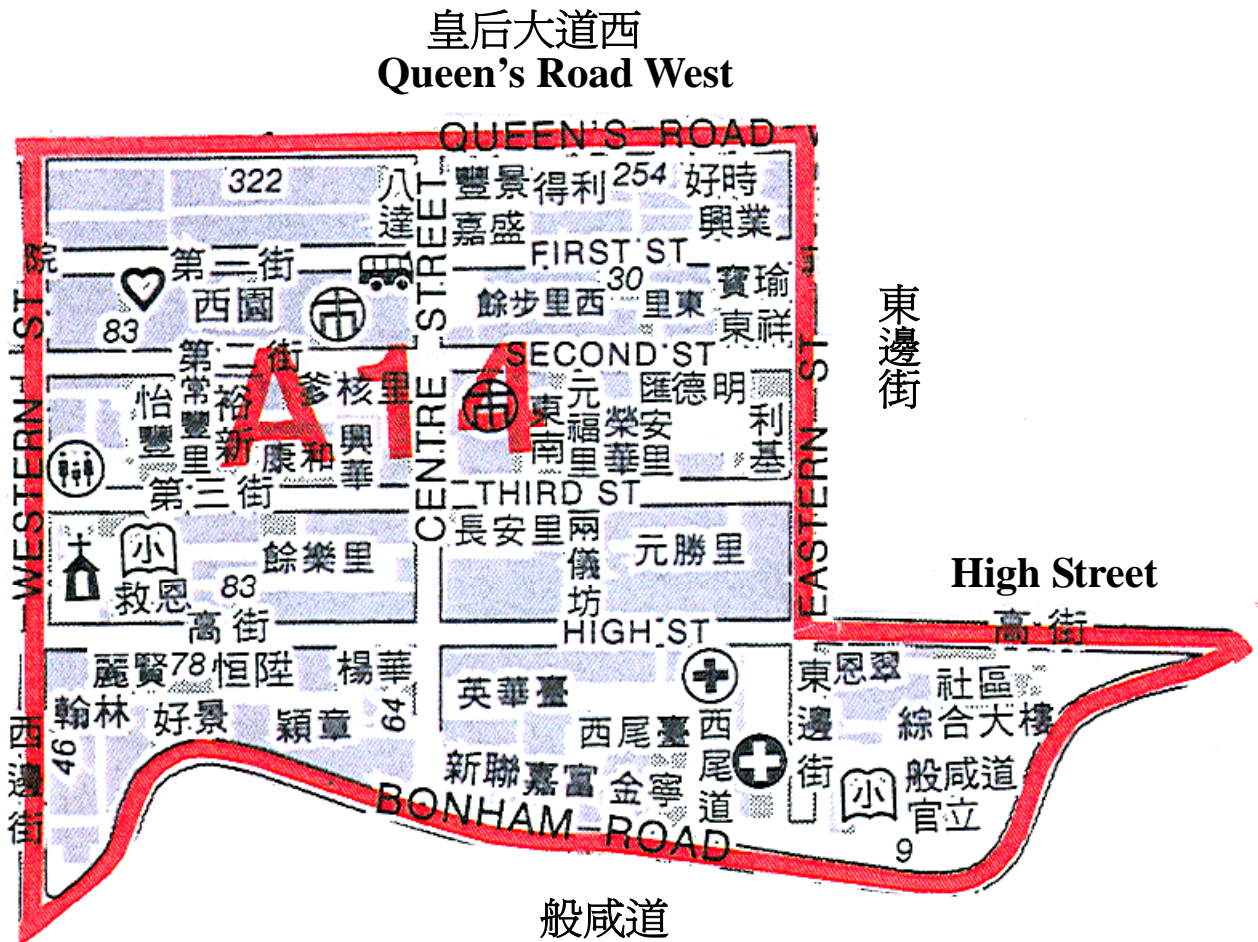 皇后大道西
Queen's Road West
QUEEN'S ROAD
322
八達
STREET
豐景
得利
254
好時
嘉盛
興業
FIRST ST
院
第三街
西園
83
30
寶瑜
餘步里西
里東
東祥
第二街
SECOND ST
東邊街
A14
怡豐
常豐里
裕新
爹核里
康和
興華
東南
元福里
榮華
匯安里
德明
利基
WESTERN ST
CENTRE
EASTERN ST
第三街
THIRD ST
長安里
兩儀坊
元勝里
小
救恩
餘樂里
83
High Street
高街
HIGH ST
高街
麗賢
78
恒陞
楊華
翰林
好景
穎章
64
46
西邊街
英華臺
西尾臺
西尾道
新聯
嘉富
金寧
東邊街
恩翠
社區
綜合大樓
小
般咸道
官立
9
BONHAM ROAD
般咸道